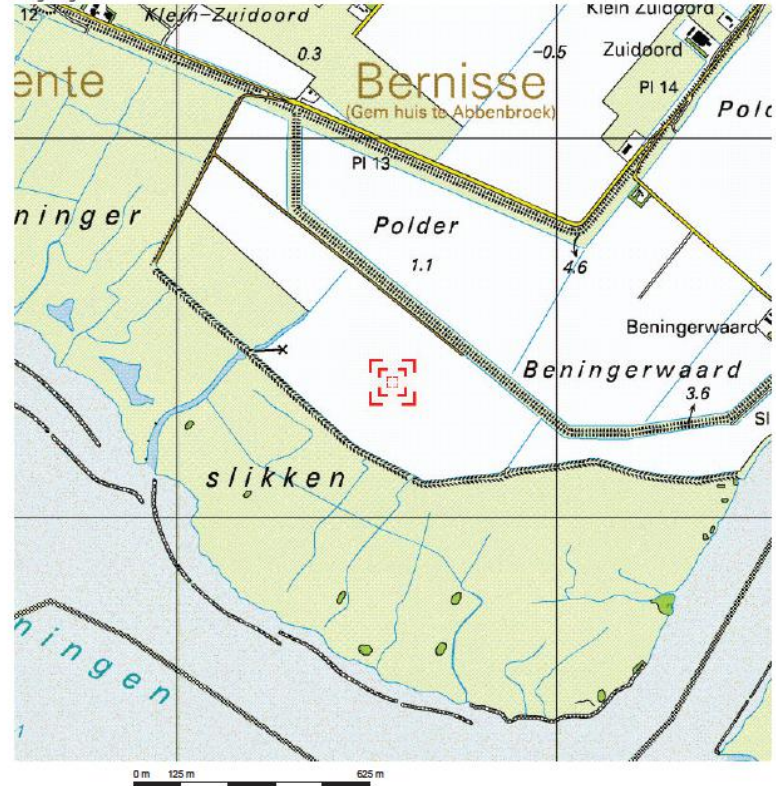 12
Klein-Zuidoord
Klein Zuidoord
0.3
-0.5
Zuidoord
ente
Bernisse
Pl 14
(Gem huis te Abbenbroek)
Pl 13
ninger
Polder
1.1
4.6
Beningerwaard
Beningerwaard
3.6
Sl
slikken
ningen
1
0 m 125 m 625 m